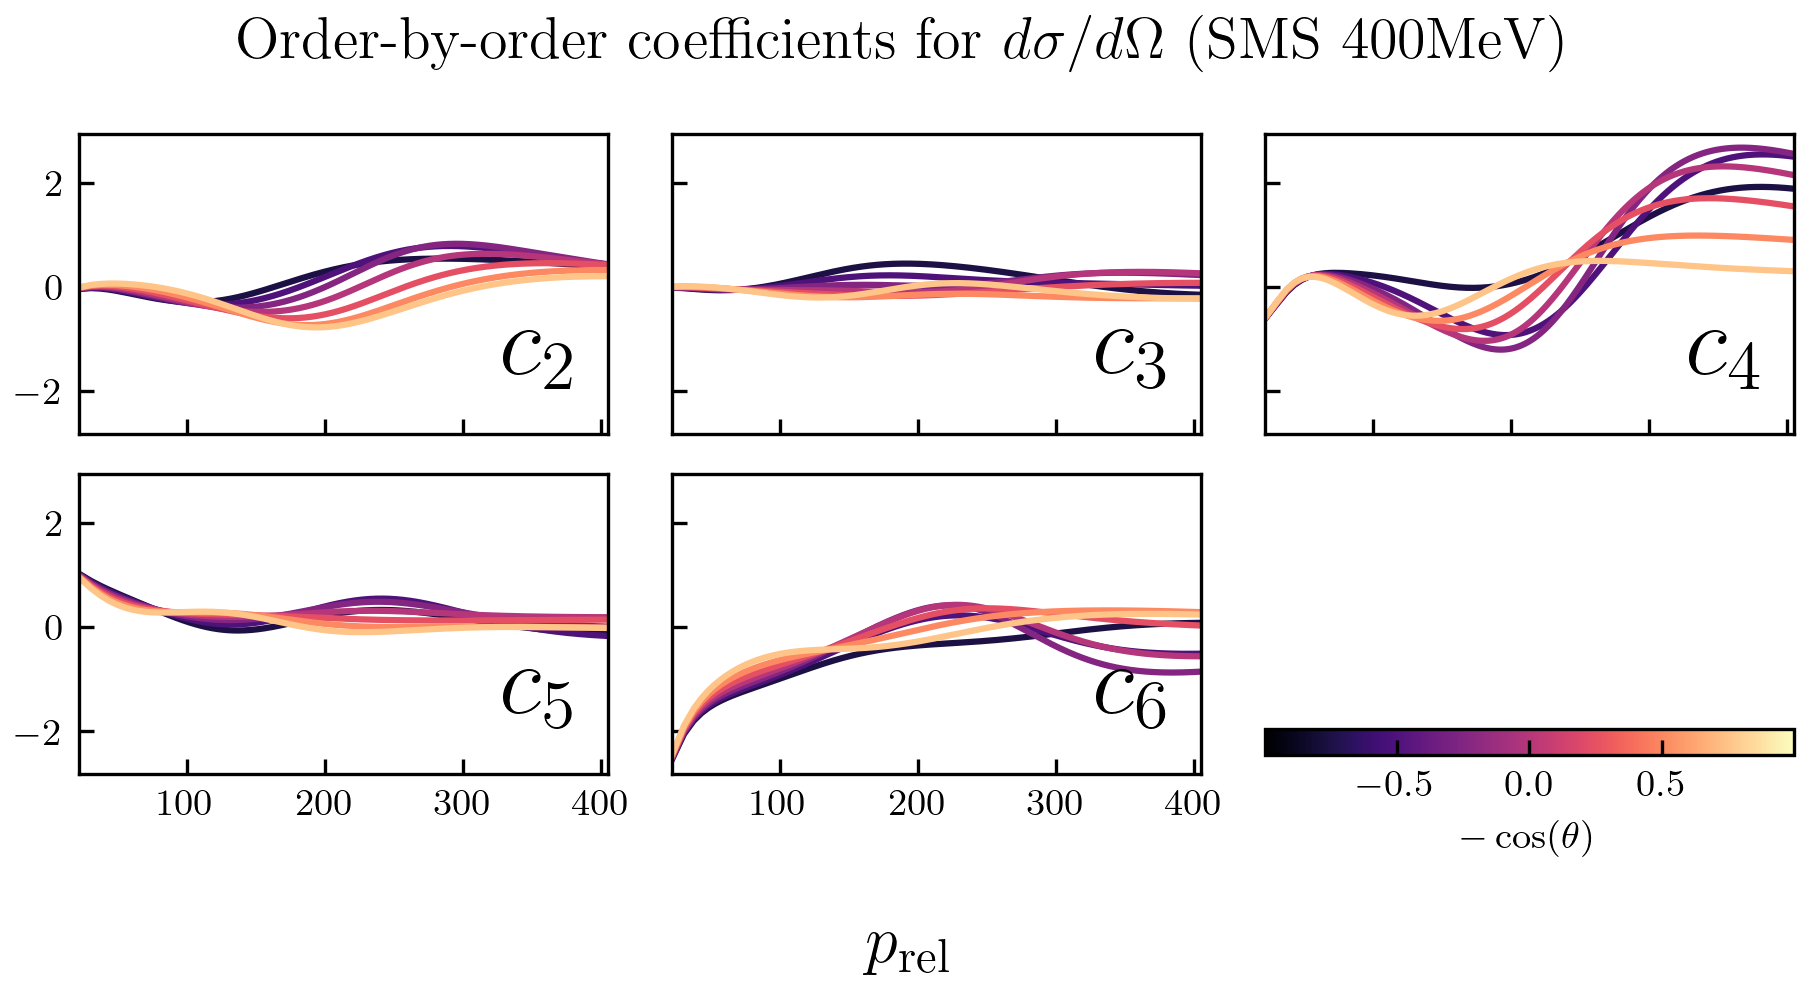 Order-by-order coefficients for dσ/dΩ (SMS 400MeV)
2
0
−2
c₂
c₃
c₄
2
0
−2
c₅
c₆
100 200 300 400
100 200 300 400
−0.5 0.0 0.5
− cos(θ)
p_rel